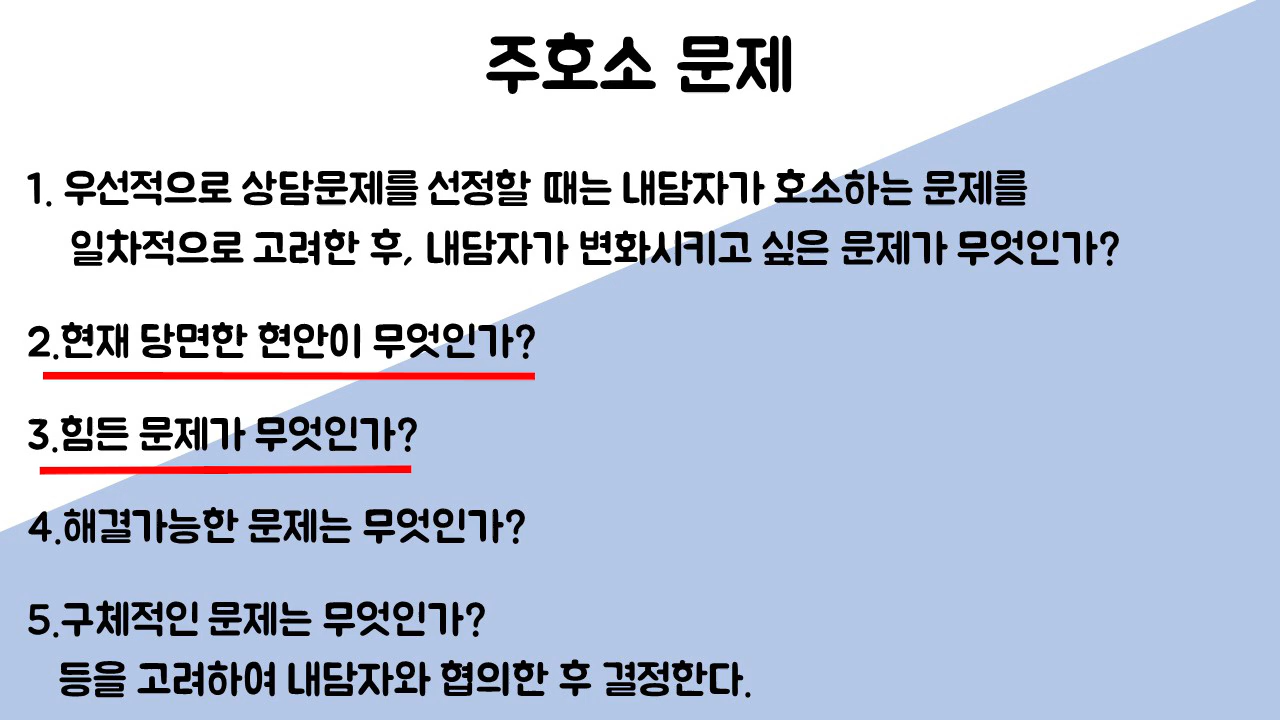 주호소 문제
1. 우선적으로 상담문제를 선정할 때는 내담자가 호소하는 문제를
일차적으로 고려한 후, 내담자가 변화시키고 싶은 문제가 무엇인가?
2.현재 당면한 현안이 무엇인가?
3.힘든 문제가 무엇인가?
4.해결가능한 문제는 무엇인가?
5.구체적인 문제는 무엇인가?
등을 고려하여 내담자와 협의한 후 결정한다.